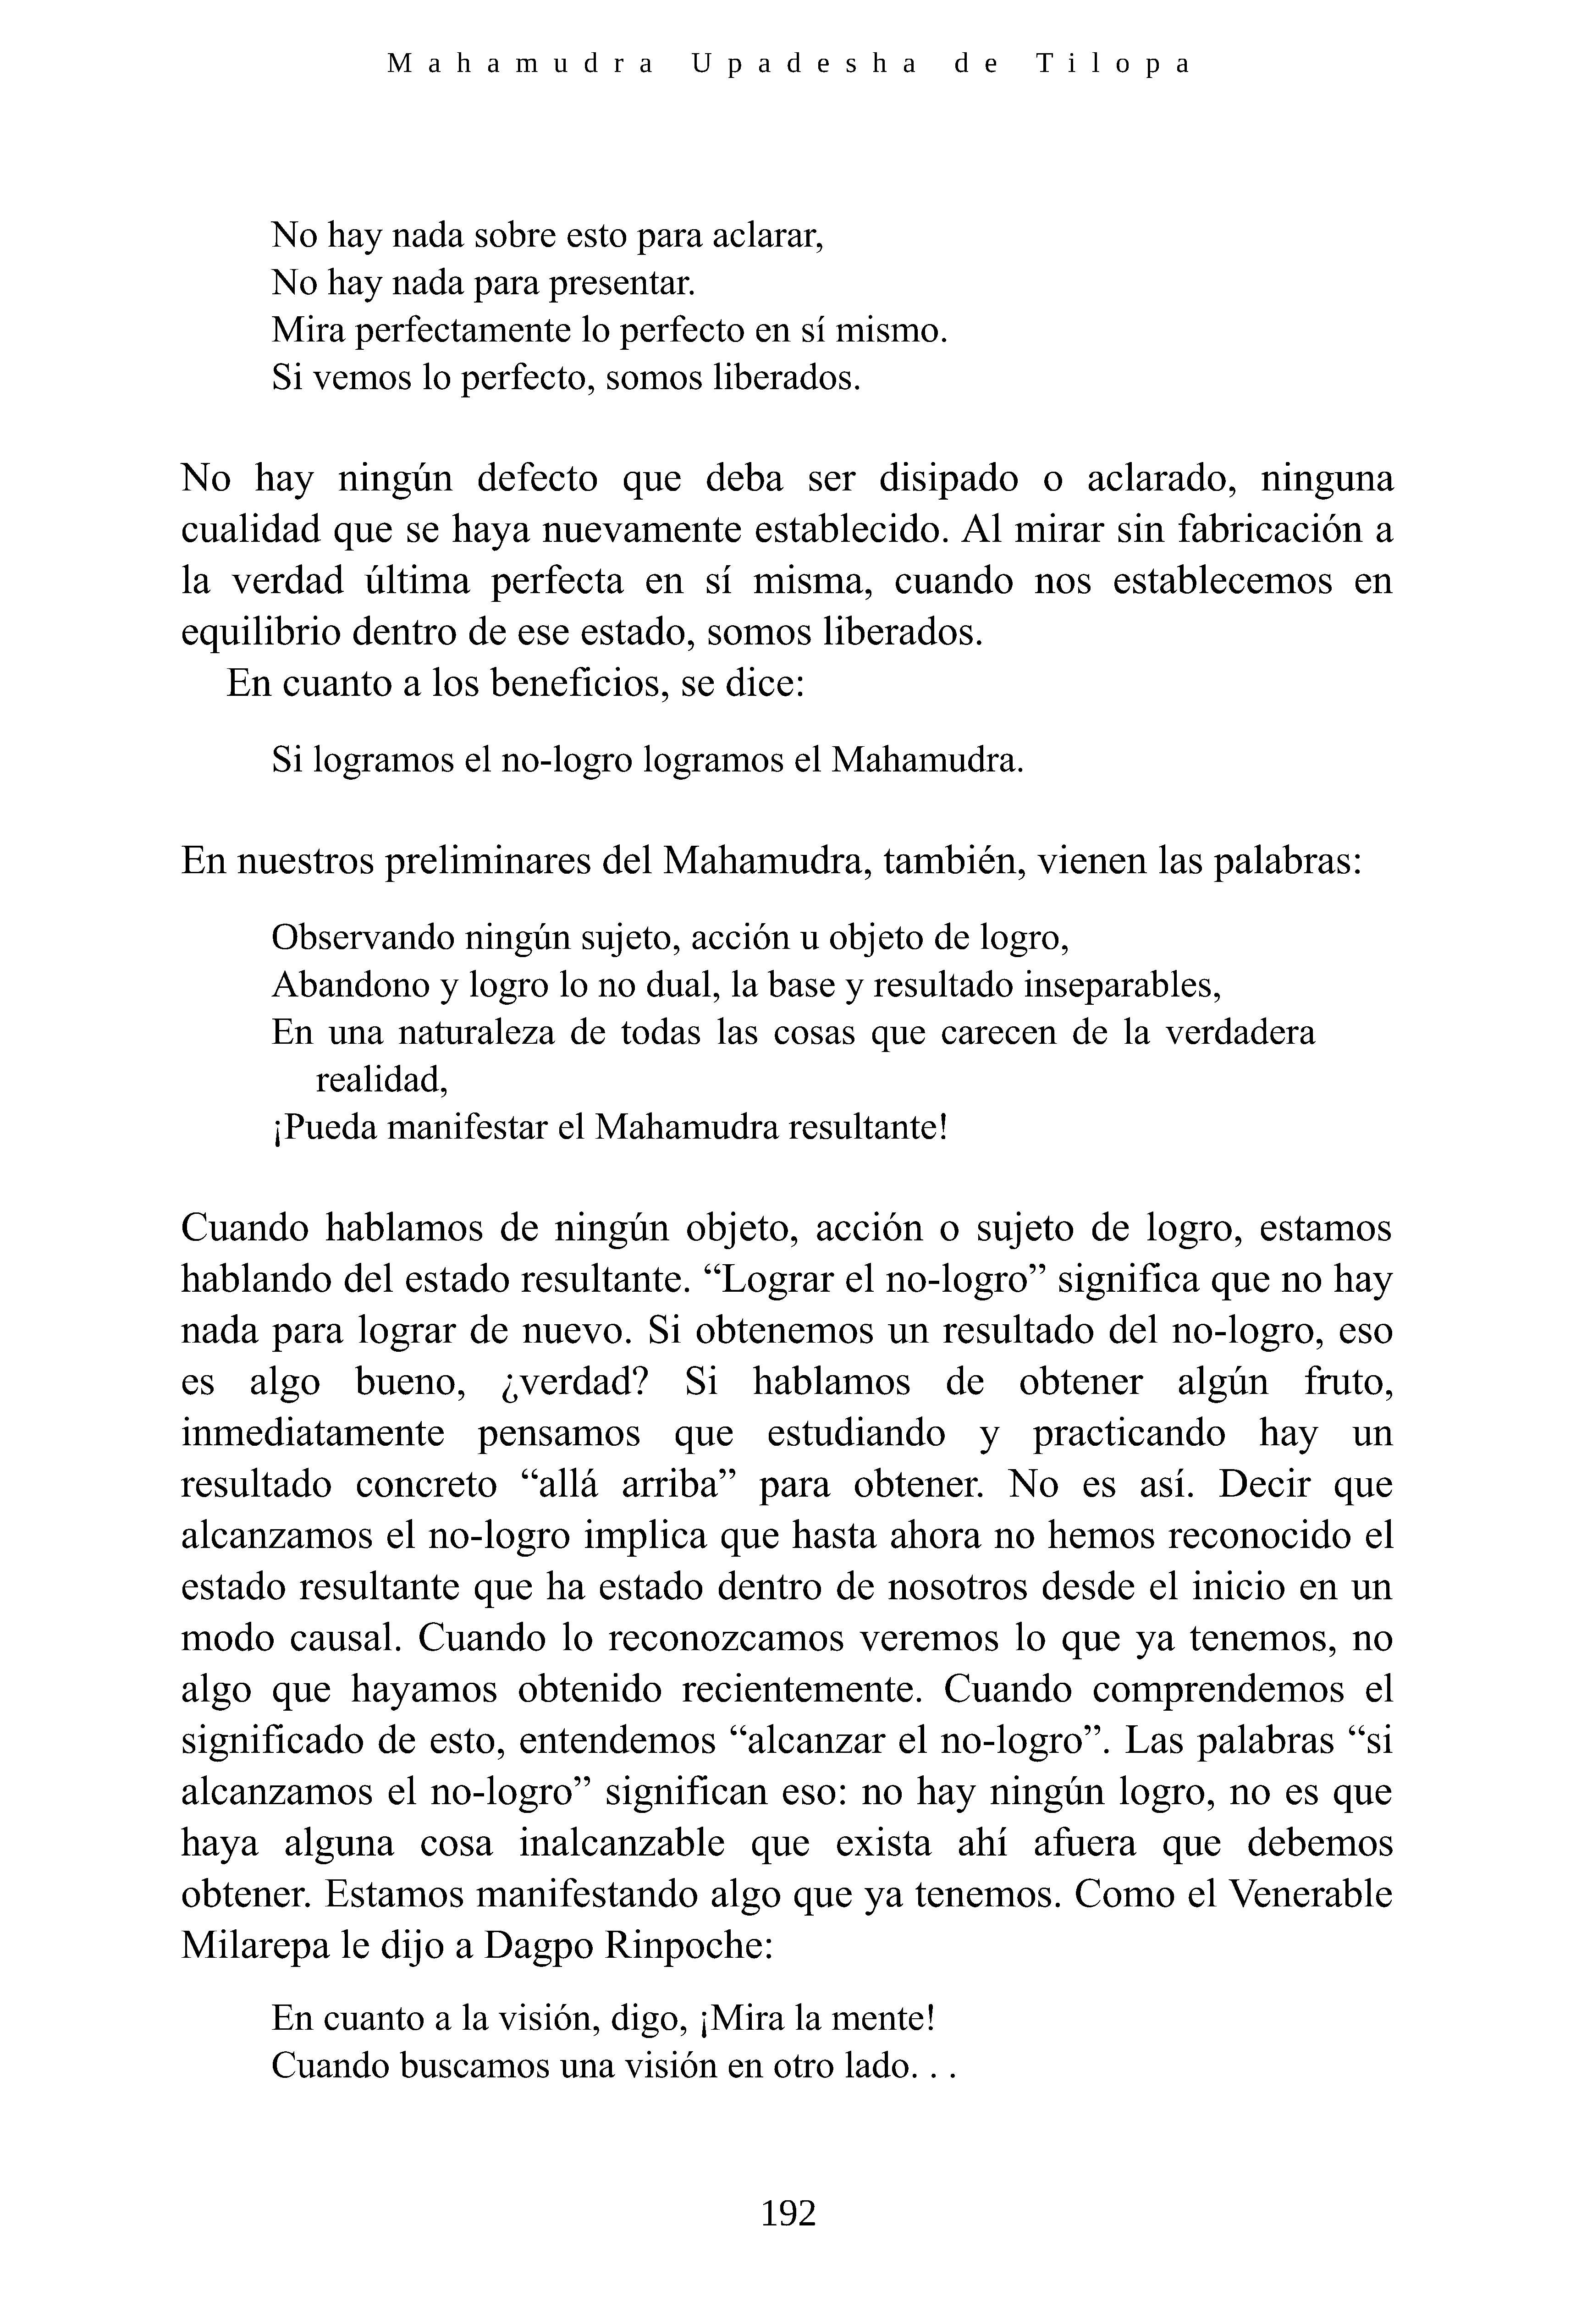 Mahamudra Upadesha de Tilopa
No hay nada sobre esto para aclarar,
No hay nada para presentar.
Mira perfectamente lo perfecto en sí mismo.
Si vemos lo perfecto, somos liberados.
No hay ningún defecto que deba ser disipado o aclarado, ninguna
cualidad que se haya nuevamente establecido. Al mirar sin fabricación a
la verdad última perfecta en sí misma, cuando nos establecemos en
equilibrio dentro de ese estado, somos liberados.
En cuanto a los beneficios, se dice:
Si logramos el no-logro logramos el Mahamudra.
En nuestros preliminares del Mahamudra, también, vienen las palabras:
Observando ningún sujeto, acción u objeto de logro,
Abandono y logro lo no dual, la base y resultado inseparables,
En una naturaleza de todas las cosas que carecen de la verdadera
realidad,
¡Pueda manifestar el Mahamudra resultante!
Cuando hablamos de ningún objeto, acción o sujeto de logro, estamos
hablando del estado resultante. “Lograr el no-logro” significa que no hay
nada para lograr de nuevo. Si obtenemos un resultado del no-logro, eso
es algo bueno, ¿verdad? Si hablamos de obtener algún fruto,
inmediatamente pensamos que estudiando y practicando hay un
resultado concreto “allá arriba” para obtener. No es así. Decir que
alcanzamos el no-logro implica que hasta ahora no hemos reconocido el
estado resultante que ha estado dentro de nosotros desde el inicio en un
modo causal. Cuando lo reconozcamos veremos lo que ya tenemos, no
algo que hayamos obtenido recientemente. Cuando comprendemos el
significado de esto, entendemos “alcanzar el no-logro”. Las palabras “si
alcanzamos el no-logro” significan eso: no hay ningún logro, no es que
haya alguna cosa inalcanzable que exista ahí afuera que debemos
obtener. Estamos manifestando algo que ya tenemos. Como el Venerable
Milarepa le dijo a Dagpo Rinpoche:
En cuanto a la visión, digo, ¡Mira la mente!
Cuando buscamos una visión en otro lado. . .
192